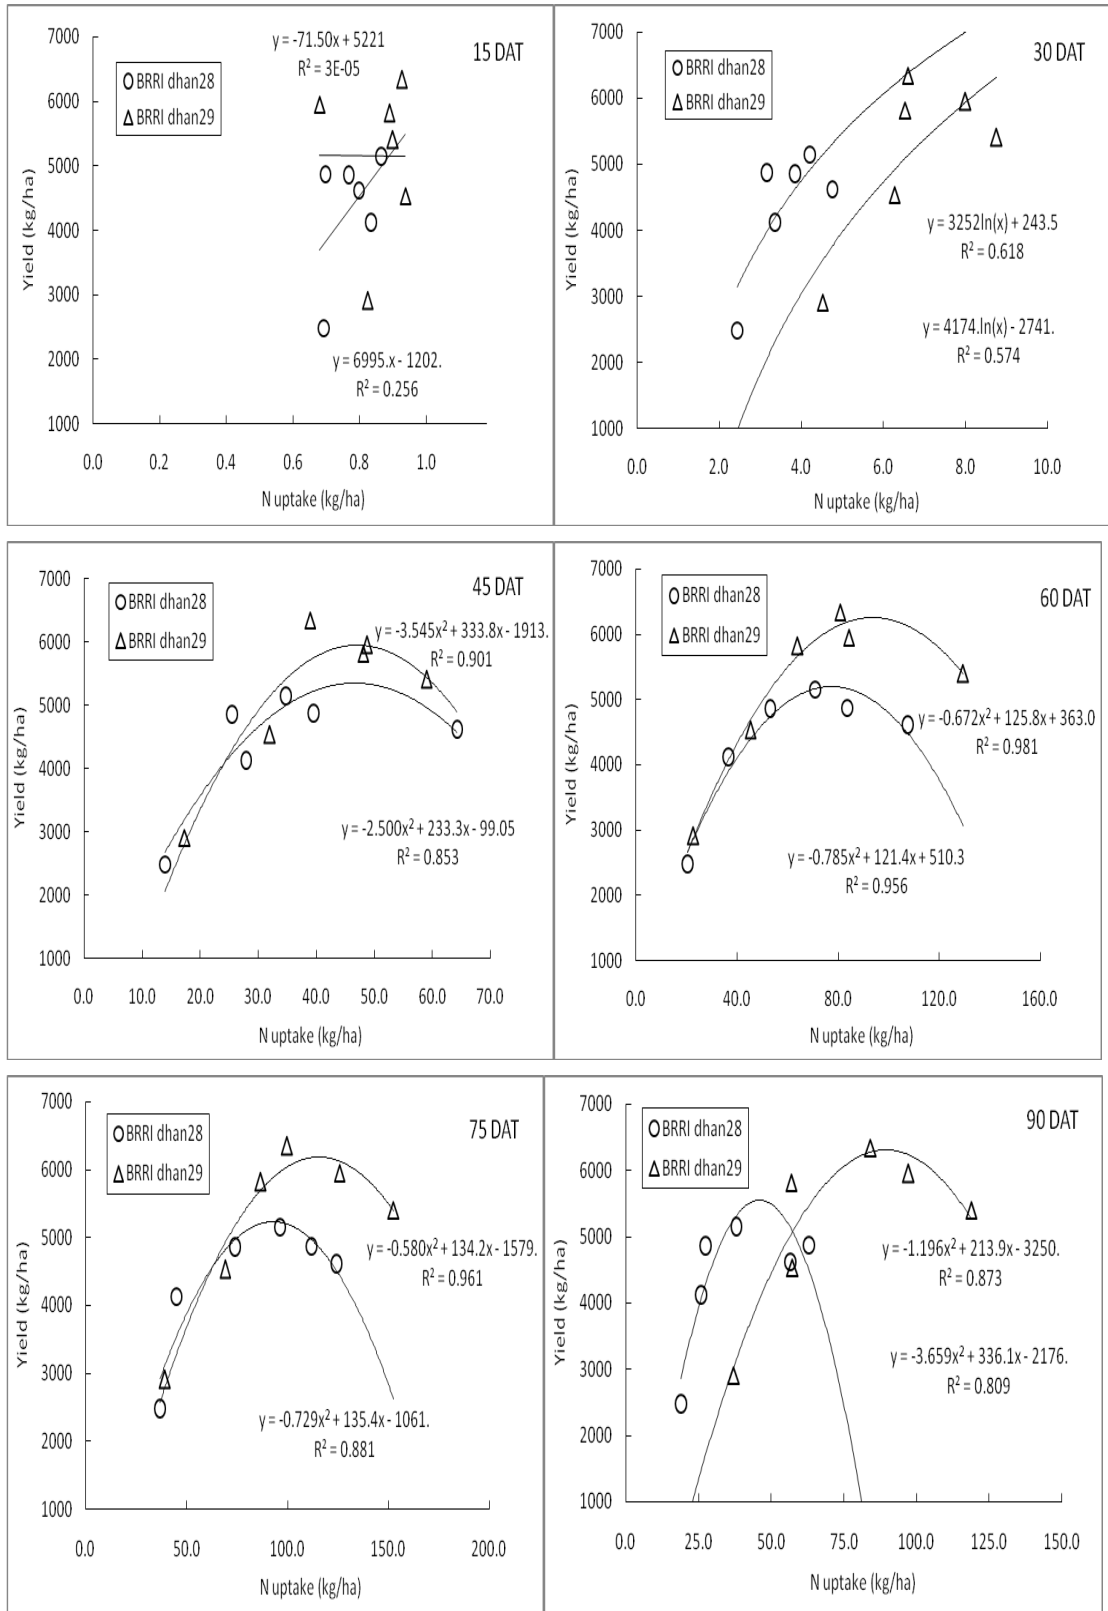 7000
6000
5000
4000
3000
2000
1000
Yield (kg/ha)
y = -71.50x + 5221
R² = 3E-05
15 DAT
BRRI dhan28
BRRI dhan29
y = 6995.x - 1202.
R² = 0.256
0.0 0.2 0.4 0.6 0.8 1.0
N uptake (kg/ha)
7000
6000
5000
4000
3000
2000
1000
Yield (kg/ha)
30 DAT
BRRI dhan28
BRRI dhan29
y = 3252ln(x) + 243.5
R² = 0.618
y = 4174.ln(x) - 2741.
R² = 0.574
0.0 2.0 4.0 6.0 8.0 10.0
N uptake (kg/ha)
7000
6000
5000
4000
3000
2000
1000
Yield (kg/ha)
45 DAT
BRRI dhan28
BRRI dhan29
y = -3.545x² + 333.8x - 1913.
R² = 0.901
y = -2.500x² + 233.3x - 99.05
R² = 0.853
0.0 10.0 20.0 30.0 40.0 50.0 60.0 70.0
N uptake (kg/ha)
7000
6000
5000
4000
3000
2000
1000
Yield (kg/ha)
60 DAT
BRRI dhan28
BRRI dhan29
y = -0.672x² + 125.8x + 363.0
R² = 0.981
y = -0.785x² + 121.4x + 510.3
R² = 0.956
0.0 40.0 80.0 120.0 160.0
N uptake (kg/ha)
7000
6000
5000
4000
3000
2000
1000
Yield (kg/ha)
75 DAT
BRRI dhan28
BRRI dhan29
y = -0.580x² + 134.2x - 1579.
R² = 0.961
y = -0.729x² + 135.4x - 1061.
R² = 0.881
0.0 50.0 100.0 150.0 200.0
N uptake (kg/ha)
7000
6000
5000
4000
3000
2000
1000
Yield (kg/ha)
90 DAT
BRRI dhan28
BRRI dhan29
y = -1.196x² + 213.9x - 3250.
R² = 0.873
y = -3.659x² + 336.1x - 2176.
R² = 0.809
0.0 25.0 50.0 75.0 100.0 125.0 150.0
N uptake (kg/ha)